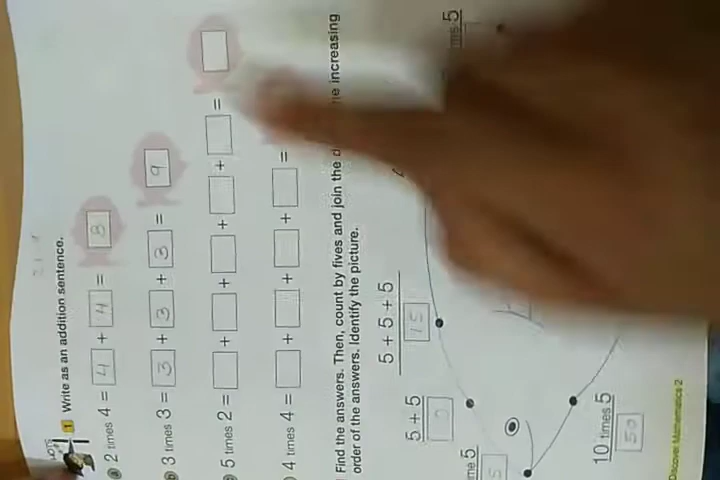 1 Write as an addition sentence.
a 2 times 4 = 4 + 4 = 8
b 3 times 3 = 3 + 3 + 3 = 9
5 times 2 = + + + + =
4 times 4 = + + + =
Find the answers. Then, count by fives and join the increasing
order of the answers. Identify the picture.
5 + 5 + 5
15
5 + 5
5
10 times 5
50
Discover Mathematics 2